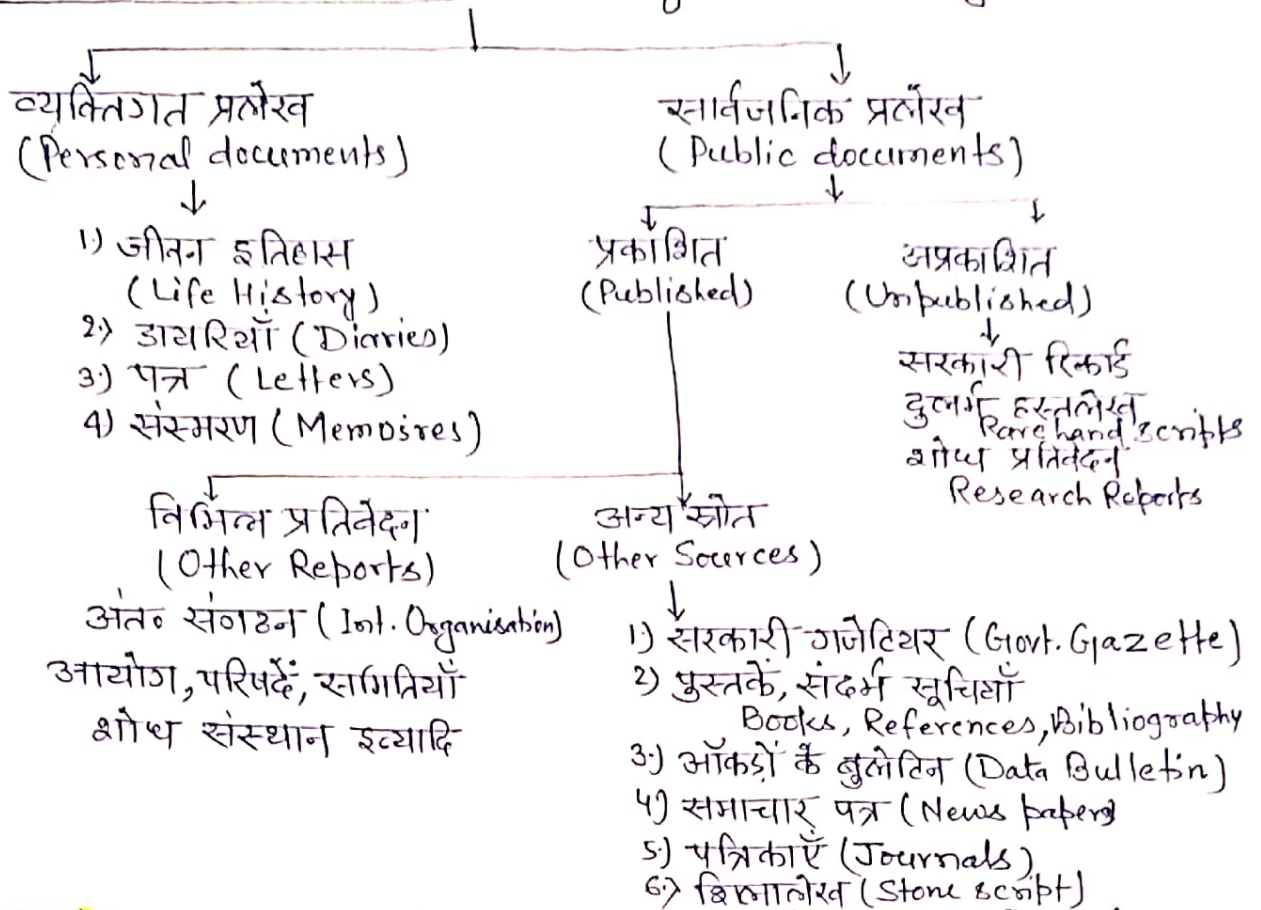 व्यक्तिगत प्रलेख
(Personal documents)
1.) जीवन इतिहास
(Life History)
2.) डायरियाँ (Diaries)
3.) पत्र (Letters)
4) संस्मरण (Memoires)
सार्वजनिक प्रलेख
(Public documents)
प्रकाशित
(Published)
अप्रकाशित
(Unpublished)
सरकारी रिकार्ड
दुलर्भ हस्तलेख
Rare hand scripts
शोध प्रतिवेदन
Research Reports
विभिन्न प्रतिवेदन
(Other Reports)
अंत० संगठन (Int. Organisation)
आयोग, परिषदें, समितियाँ
शोध संस्थान इत्यादि
अन्य स्रोत
(Other Sources)
1.) सरकारी गजेटियर (Govt. Gazette)
2) पुस्तकें, संदर्भ सूचियाँ
Books, References, Bibliography
3.) आँकड़ों के बुलेटिन (Data Bulletin)
4) समाचार पत्र (News papers)
5.) पत्रिकाएँ (Journals)
6.) शिलालेख (Stone script)